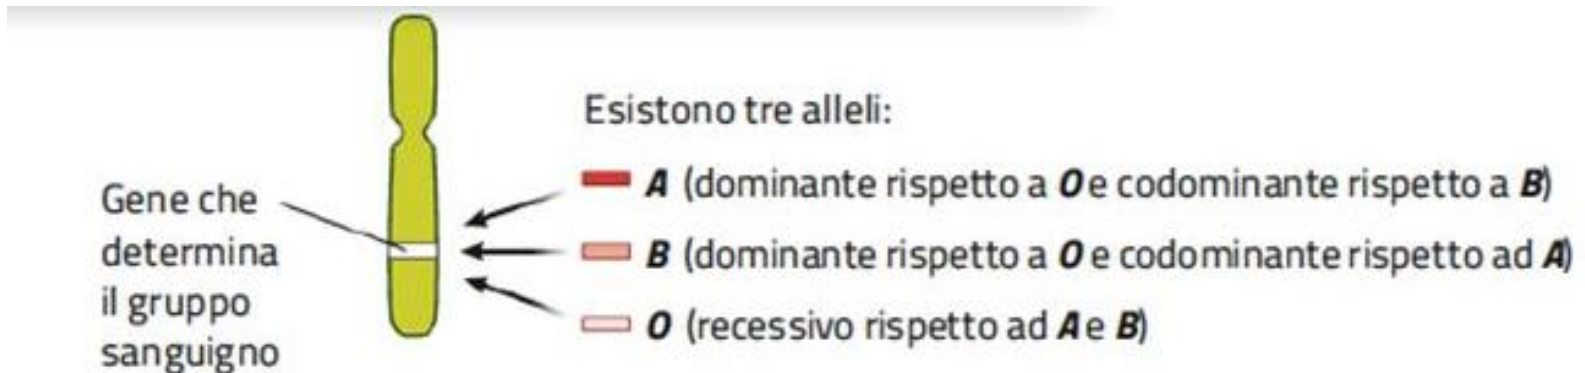 Esistono tre alleli:
A (dominante rispetto a O e codominante rispetto a B)
B (dominante rispetto a O e codominante rispetto ad A)
O (recessivo rispetto ad A e B)
Gene che
determina
il gruppo
sanguigno